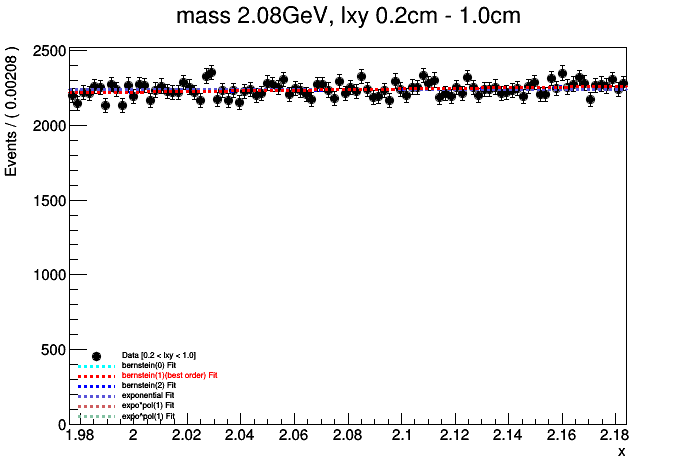 mass 2.08GeV, lxy 0.2cm - 1.0cm
Events / ( 0.00208 )
2500
2000
1500
1000
500
0
Data [0.2 < lxy < 1.0]
bernstein(0) Fit
bernstein(1)(best order) Fit
bernstein(2) Fit
exponential Fit
expo*pol(1) Fit
expo^pol(1) Fit
1.98 2 2.02 2.04 2.06 2.08 2.1 2.12 2.14 2.16 2.18
x